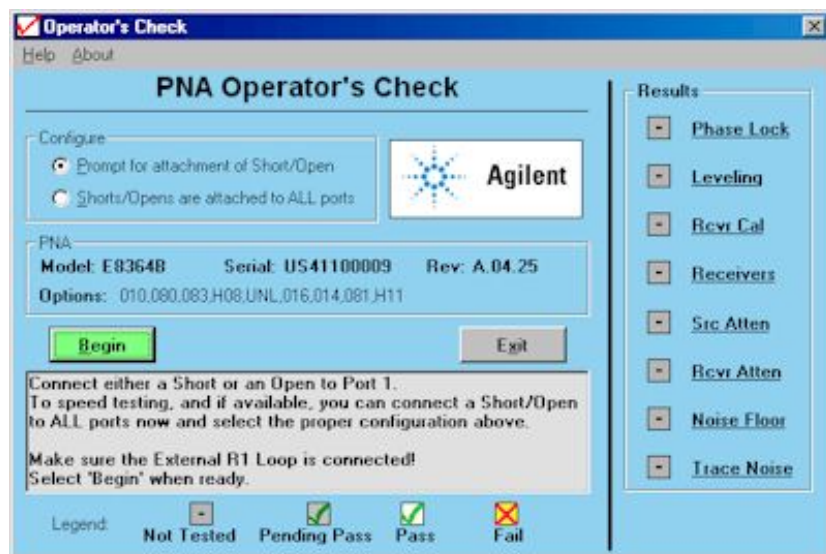 Operator's Check
Help About
PNA Operator's Check
Configure
Prompt for attachment of Short/Open
Shorts/Opens are attached to ALL ports
Agilent
PNA
Model: E8364B Serial: US41100009 Rev: A.04.25
Options: 010,080,083,H08,UNL,016,014,081,H11
Begin Exit
Connect either a Short or an Open to Port 1.
To speed testing, and if available, you can connect a Short/Open
to ALL ports now and select the proper configuration above.
Make sure the External R1 Loop is connected!
Select 'Begin' when ready.
Legend: Not Tested Pending Pass Pass Fail
Results
Phase Lock
Leveling
Rcvr Cal
Receivers
Src Atten
Rcvr Atten
Noise Floor
Trace Noise